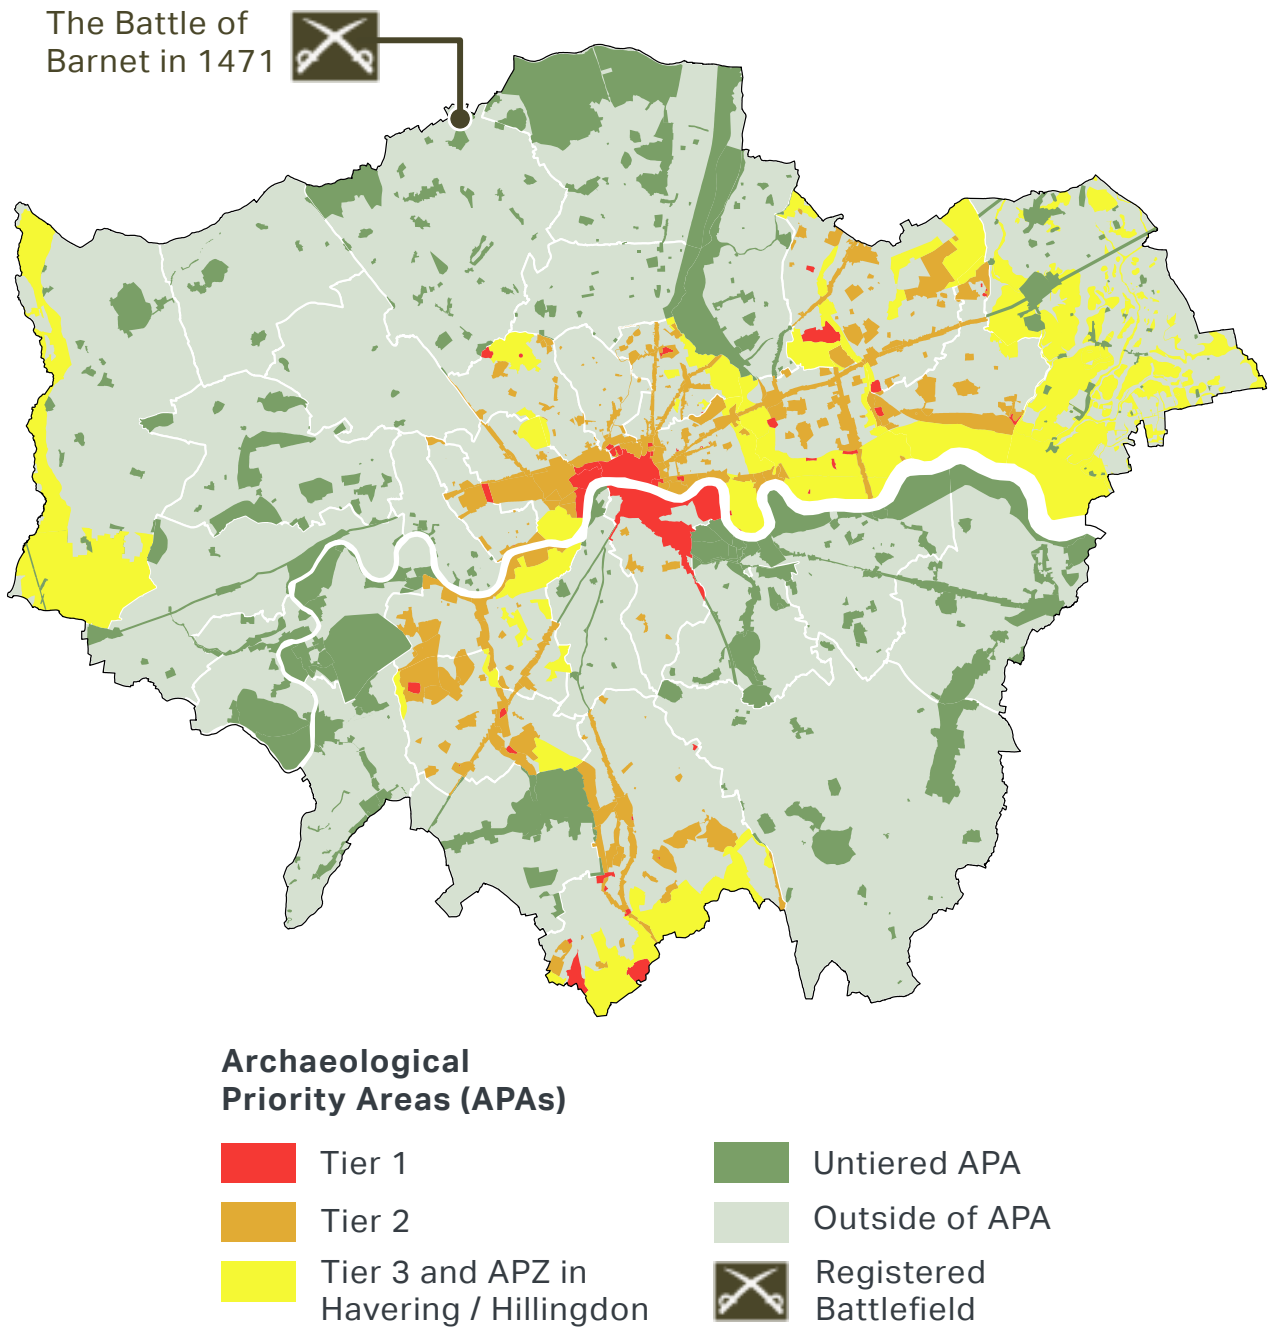 The Battle of
Barnet in 1471
Archaeological
Priority Areas (APAs)
Tier 1
Tier 2
Tier 3 and APZ in
Havering / Hillingdon
Untiered APA
Outside of APA
Registered
Battlefield